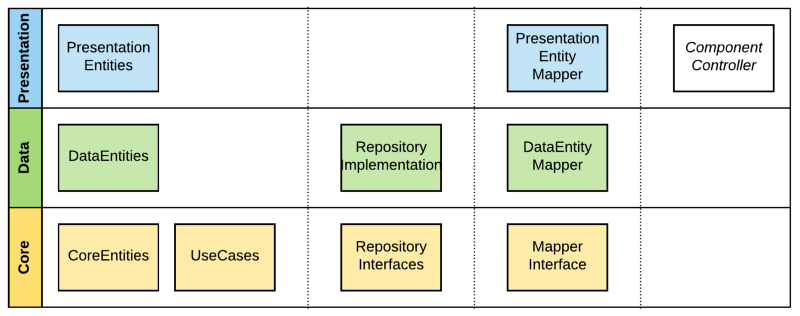 Presentation
Presentation
Entities
Presentation
Entity
Mapper
Component
Controller
Data
DataEntities
Repository
Implementation
DataEntity
Mapper
Core
CoreEntities
UseCases
Repository
Interfaces
Mapper
Interface